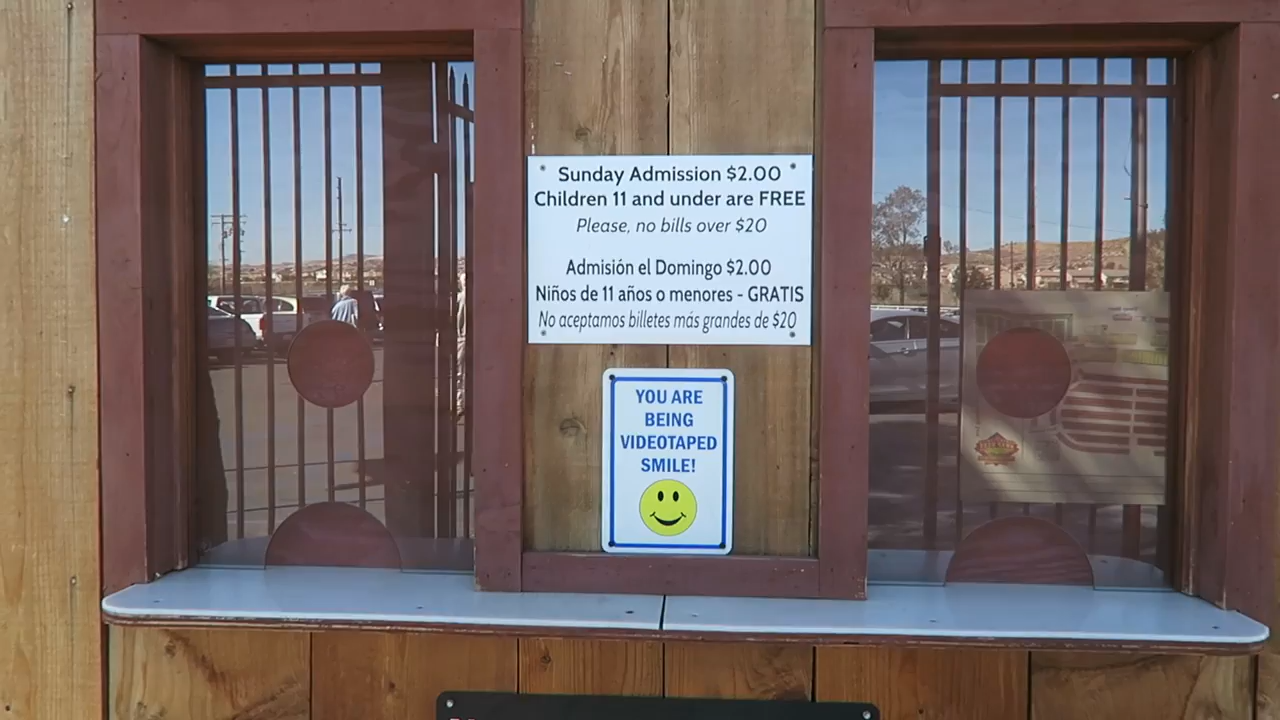 Sunday Admission $2.00
Children 11 and under are FREE
Please, no bills over $20
Admisión el Domingo $2.00
Niños de 11 años o menores - GRATIS
No aceptamos billetes más grandes de $20
YOU ARE
BEING
VIDEOTAPED
SMILE!